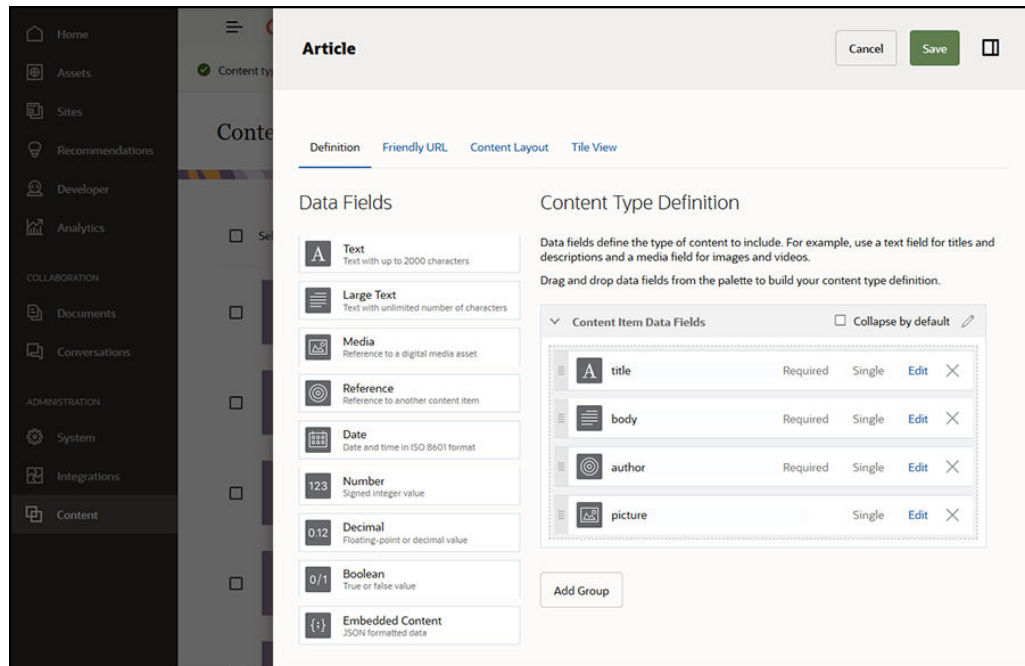 Home
Assets
Sites
Recommendations
Developer
Analytics
COLLABORATION
Documents
Conversations
ADMINISTRATION
System
Integrations
Content
Content
Article
Cancel
Save
Definition
Friendly URL
Content Layout
Tile View
Data Fields
Text
Text with up to 2000 characters
Large Text
Text with unlimited number of characters
Media
Reference to a digital media asset
Reference
Reference to another content item
Date
Date and time in ISO 8601 format
123
Number
Signed integer value
0.12
Decimal
Floating-point or decimal value
0/1
Boolean
True or false value
Embedded Content
JSON formatted data
Content Type Definition
Data fields define the type of content to include. For example, use a text field for titles and
descriptions and a media field for images and videos.
Drag and drop data fields from the palette to build your content type definition.
Content Item Data Fields
Collapse by default
A title Required Single Edit
body Required Single Edit
author Required Single Edit
picture Single Edit
Add Group